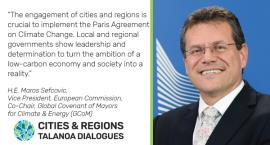 "The engagement of cities and regions is
crucial to implement the Paris Agreement
on Climate Change. Local and regional
governments show leadership and
determination to turn the ambition of a
low-carbon economy and society into a
reality."
H.E. Maros Sefcovic,
Vice President, European Commission,
Co-Chair, Global Covenant of Mayors
for Climate & Energy (GCoM)
CITIES & REGIONS
TALANOA DIALOGUES